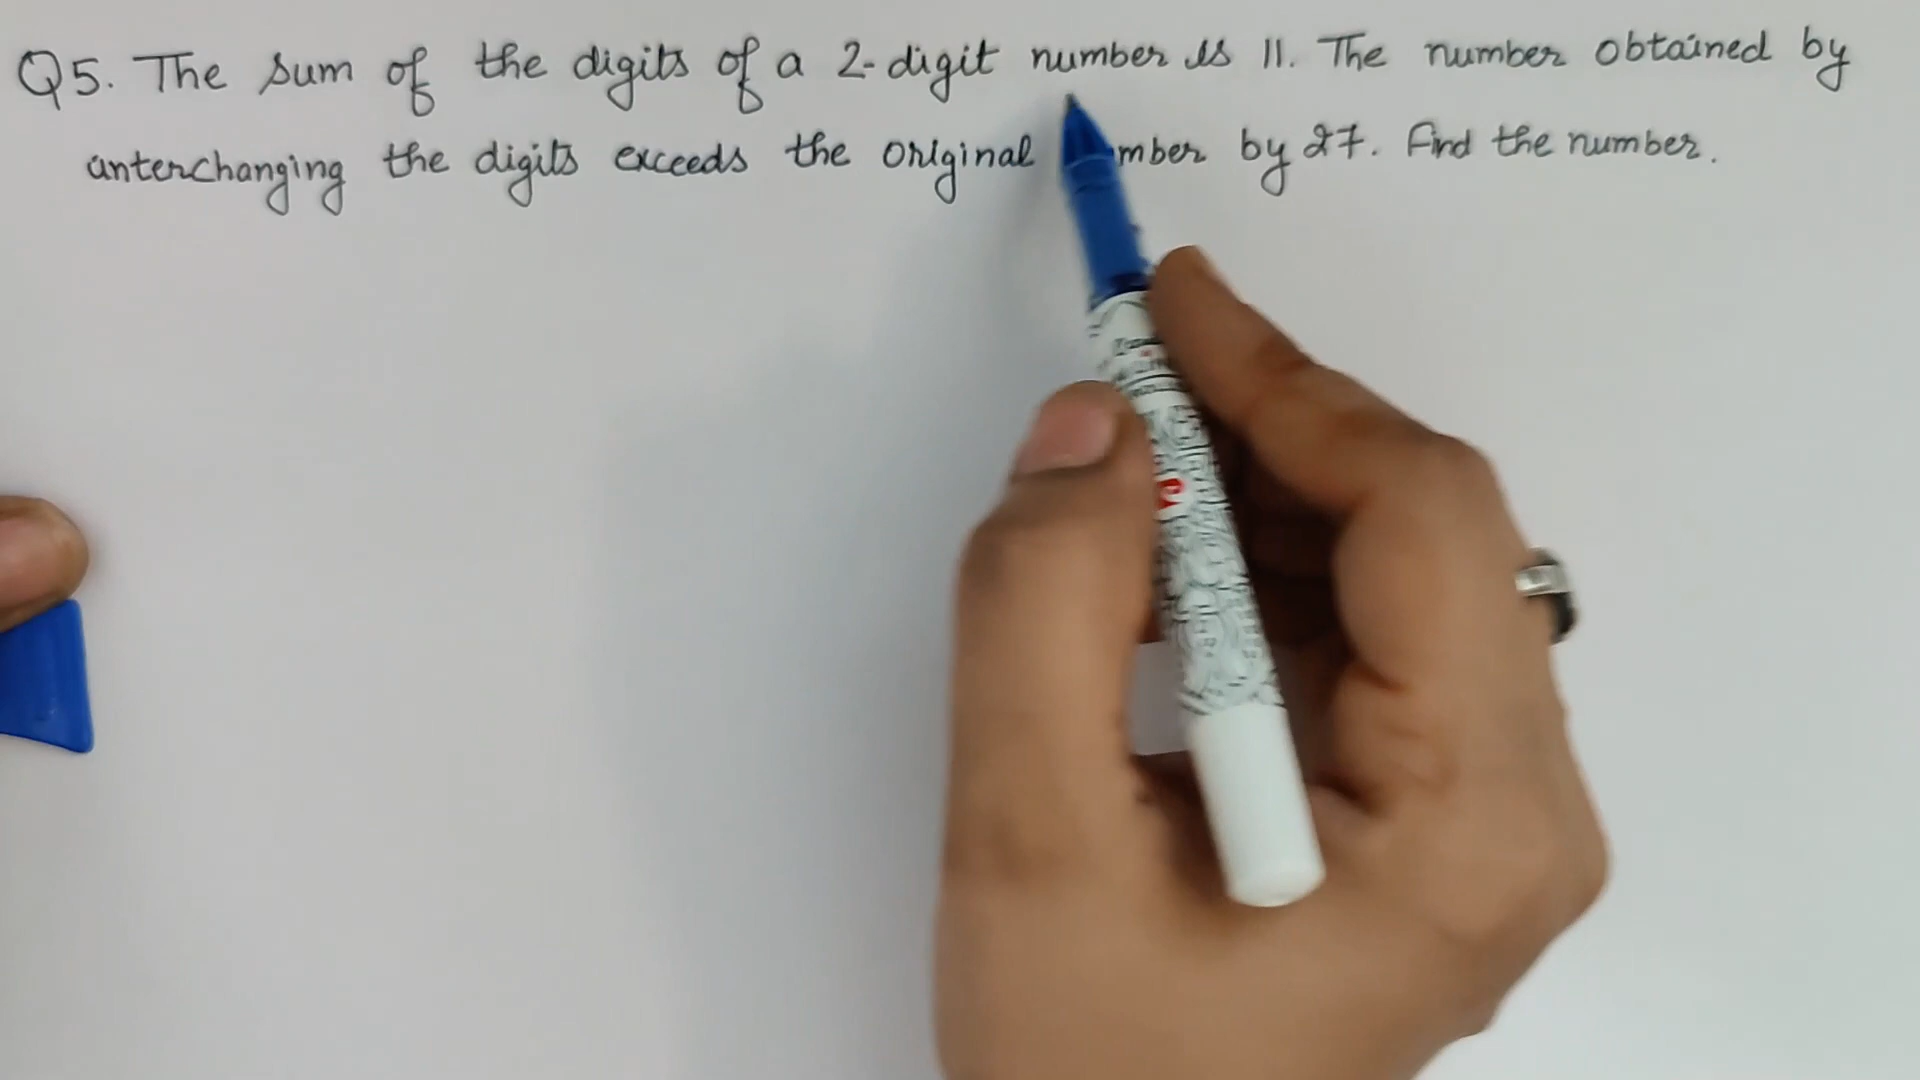 Q5. The sum of the digits of a 2-digit number is 11. The number obtained by
interchanging the digits exceeds the original mber by 27. Find the number.